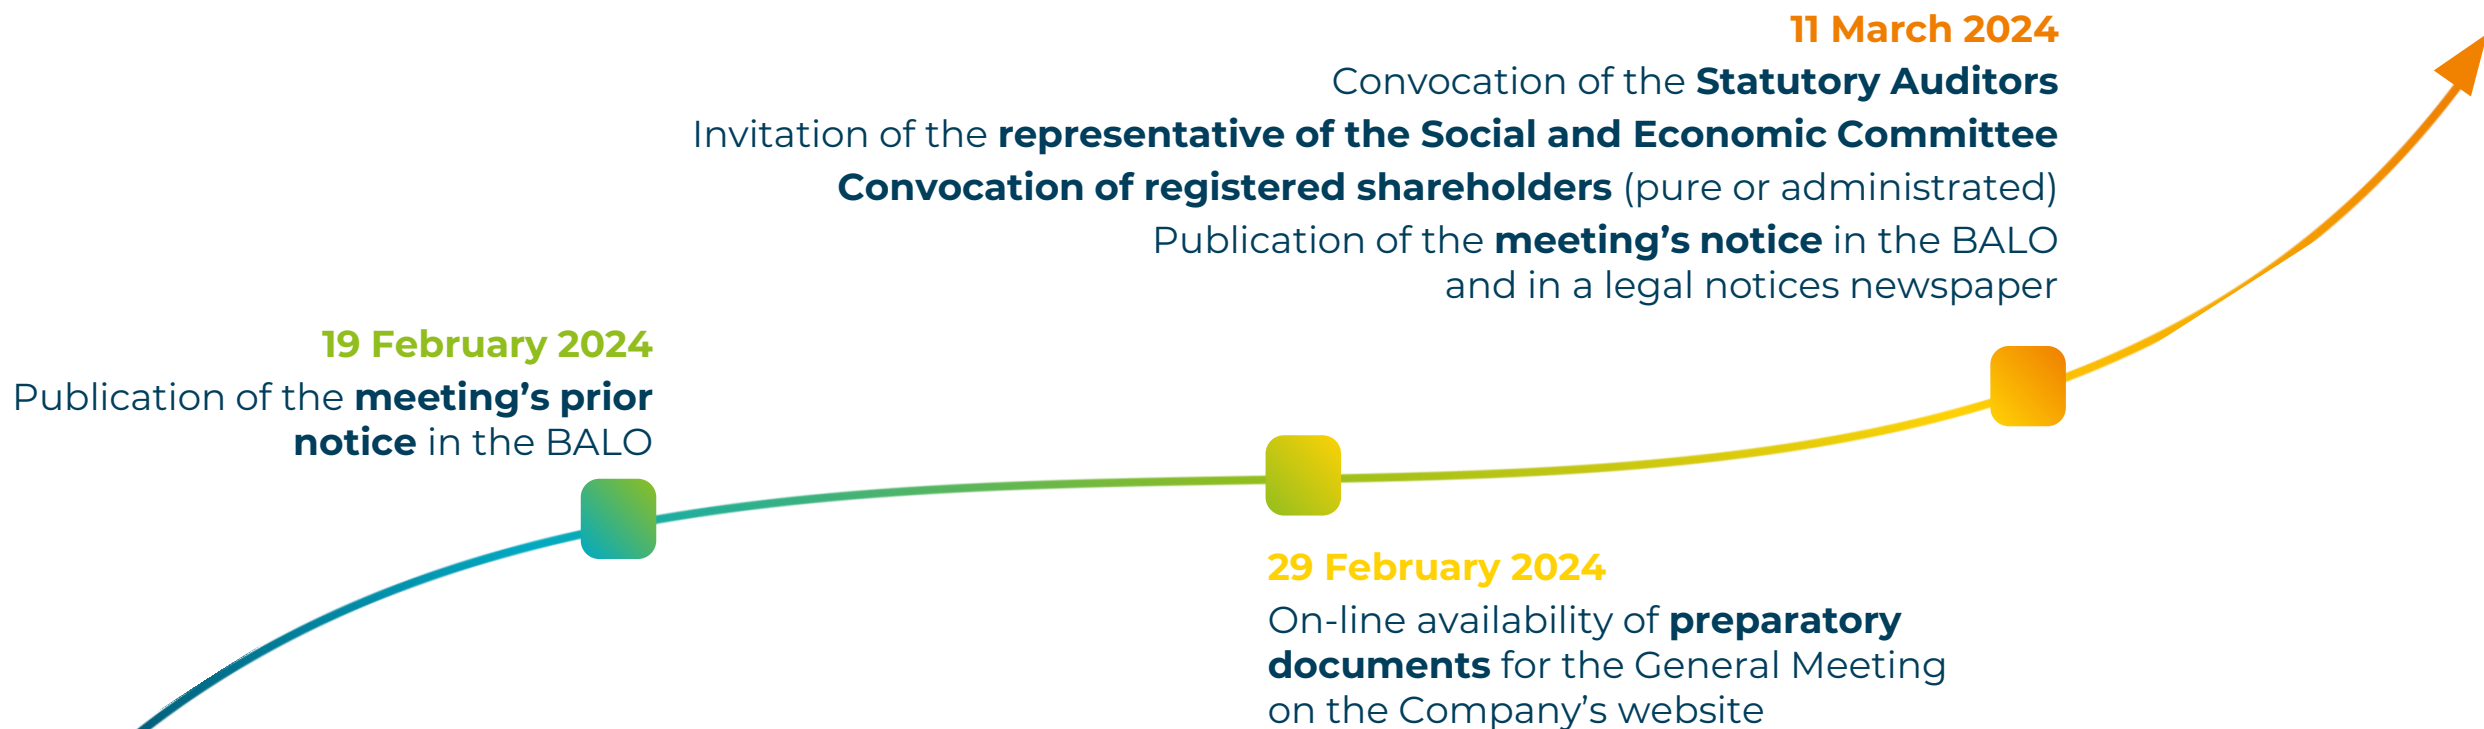 11 March 2024
Convocation of the Statutory Auditors
Invitation of the representative of the Social and Economic Committee
Convocation of registered shareholders (pure or administrated)
Publication of the meeting’s notice in the BALO
and in a legal notices newspaper
19 February 2024
Publication of the meeting’s prior
notice in the BALO
29 February 2024
On-line availability of preparatory
documents for the General Meeting
on the Company’s website